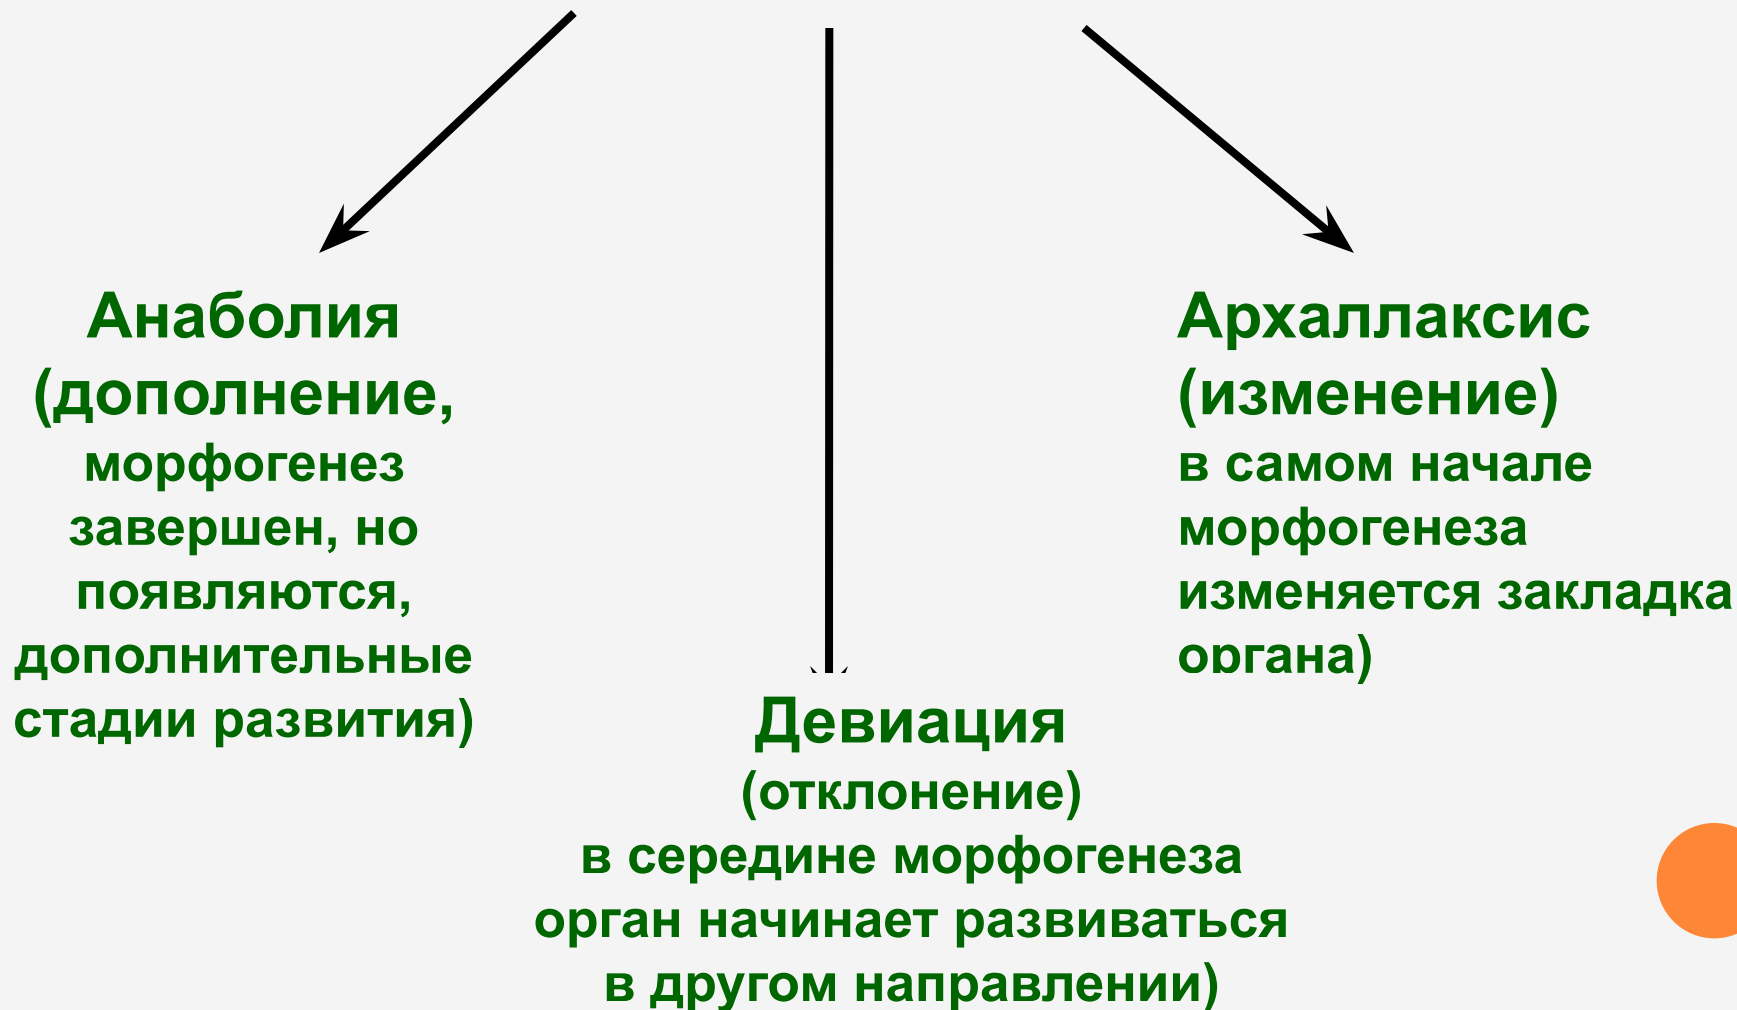 Анаболия
(дополнение,
морфогенез
завершен, но
появляются,
дополнительные
стадии развития)
Девиация
(отклонение)
в середине морфогенеза
орган начинает развиваться
в другом направлении)
Архаллаксис
(изменение)
в самом начале
морфогенеза
изменяется закладка
органа)